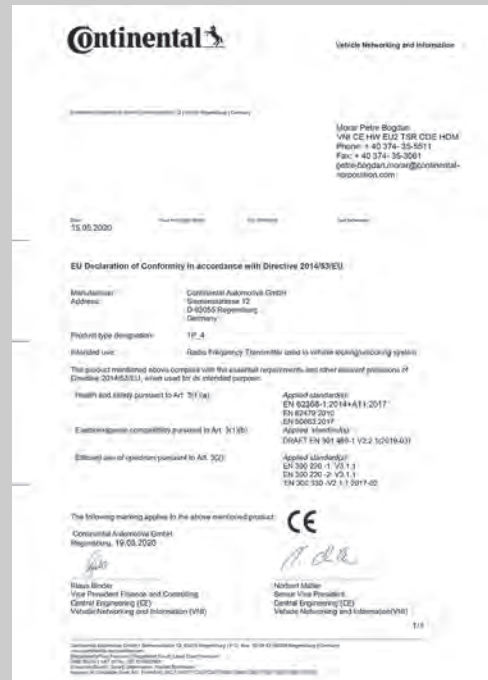 Continental
Vehicle Networking and Information
Morar Petre Bogdan
VNI CE HW EU2 TSR CDE HDM
Phone: + 40 374- 35-5511
Fax: + 40 374- 35-3061
petre-bogdan.morar@continental-
corporation.com
15.05.2020
EU Declaration of Conformity in accordance with Directive 2014/53/EU
Manufacturer: Continental Automotive GmbH
Address: Siemensstrasse 12
D-93055 Regensburg
Germany
Product type designation: 1P_4
Intended use: Radio Frequency Transmitter used in vehicle locking/unlocking system
The product mentioned above complies with the essential requirements and other relevant provisions of
Directive 2014/53/EU, when used for its intended purpose.
Health and safety pursuant to Art. 3(1)(a): Applied standard(s):
EN 62368-1:2014+A11:2017
EN 62479:2010
EN 50663:2017
Electromagnetic compatibility pursuant to Art. 3(1)(b): Applied standard(s):
DRAFT EN 301 489-1 V2.2.1(2019-03)
Efficient use of spectrum pursuant to Art. 3(2): Applied standard(s):
EN 300 220 -1 V3.1.1
EN 300 220 -2 V3.1.1
EN 300 330 -V2.1.1:2017-02
The following marking applies to the above mentioned product: CE
Continental Automotive GmbH
Regensburg, 19.05.2020
Klaus Binder
Vice President Finance and Controlling
Central Engineering (CE)
Vehicle Networking and Information (VNI)
Norbert Müller
Senior Vice President
Central Engineering (CE)
Vehicle Networking and Information(VNI)
1/1